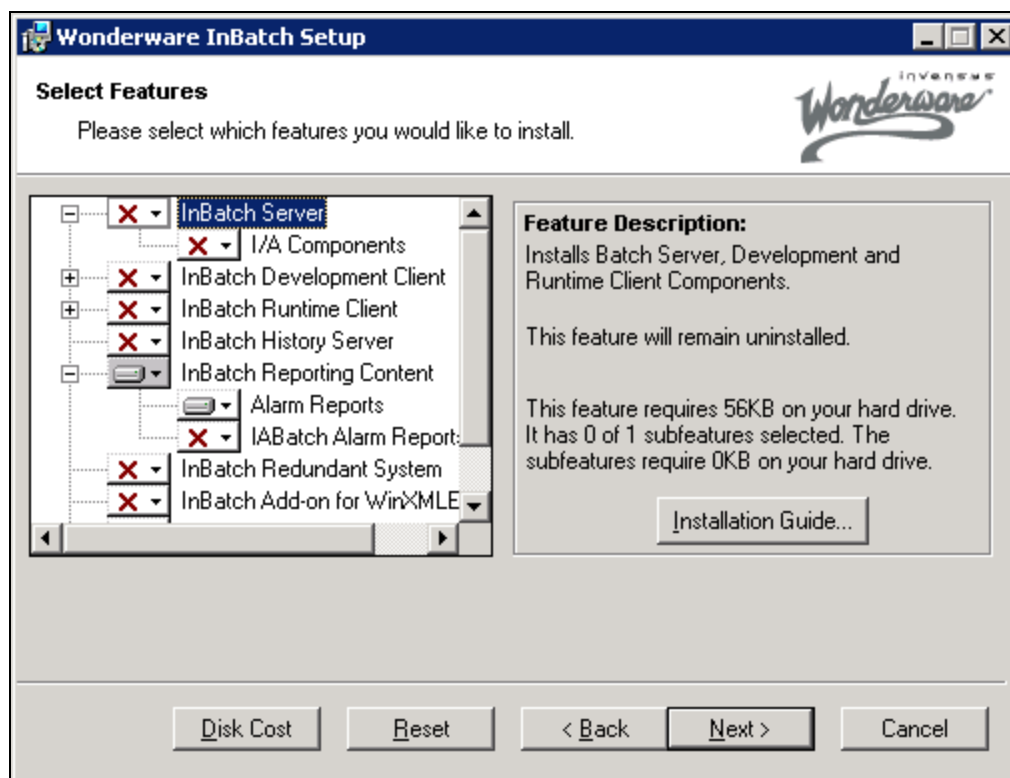 Wonderware InBatch Setup
Select Features
Please select which features you would like to install.
invensys
Wonderware
InBatch Server
I/A Components
InBatch Development Client
InBatch Runtime Client
InBatch History Server
InBatch Reporting Content
Alarm Reports
IABatch Alarm Report
InBatch Redundant System
InBatch Add-on for WinXMLE
Feature Description:
Installs Batch Server, Development and
Runtime Client Components.
This feature will remain uninstalled.
This feature requires 56KB on your hard drive.
It has 0 of 1 subfeatures selected. The
subfeatures require 0KB on your hard drive.
Installation Guide...
Disk Cost
Reset
< Back
Next >
Cancel